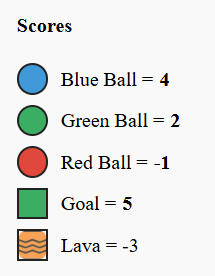 Scores
Blue Ball = 4
Green Ball = 2
Red Ball = -1
Goal = 5
Lava = -3